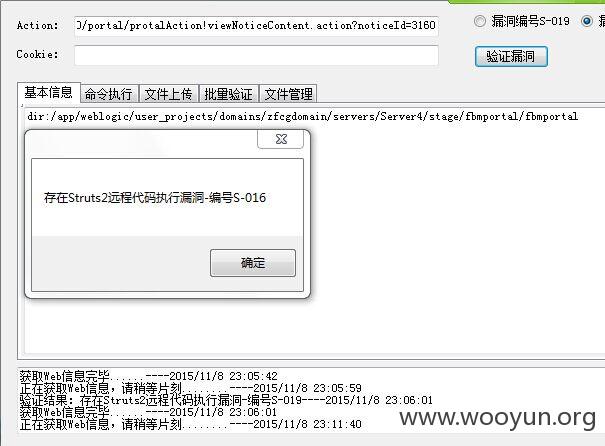 Action: 0/portal/protalAction!viewNoticeContent.action?noticeId=3160
漏洞编号S-019
Cookie:
验证漏洞
基本信息 命令执行 文件上传 批量验证 文件管理
dir:/app/weblogic/user_projects/domains/zfcgdomain/servers/Server4/stage/fbmportal/fbmportal
存在Struts2远程代码执行漏洞-编号S-016
确定
获取Web信息完毕......----2015/11/8 23:05:42
正在获取Web信息,请稍等片刻.......----2015/11/8 23:05:59
验证结果: 存在Struts2远程代码执行漏洞-编号S-019----2015/11/8 23:06:01
获取Web信息完毕......----2015/11/8 23:06:01
正在获取Web信息,请稍等片刻.......----2015/11/8 23:11:40
www.wooyun.org